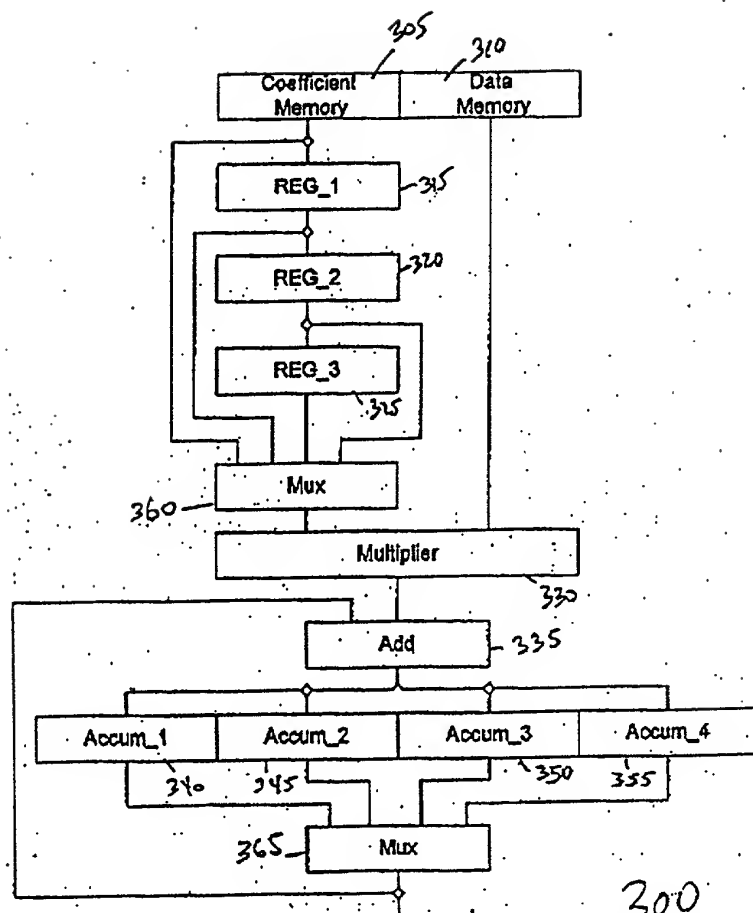 305
310
Coefficient Memory
Data Memory
REG_1
315
REG_2
320
REG_3
325
360
Mux
Multiplier
330
Add
335
Accum_1
Accum_2
Accum_3
Accum_4
340
345
350
355
365
Mux
300